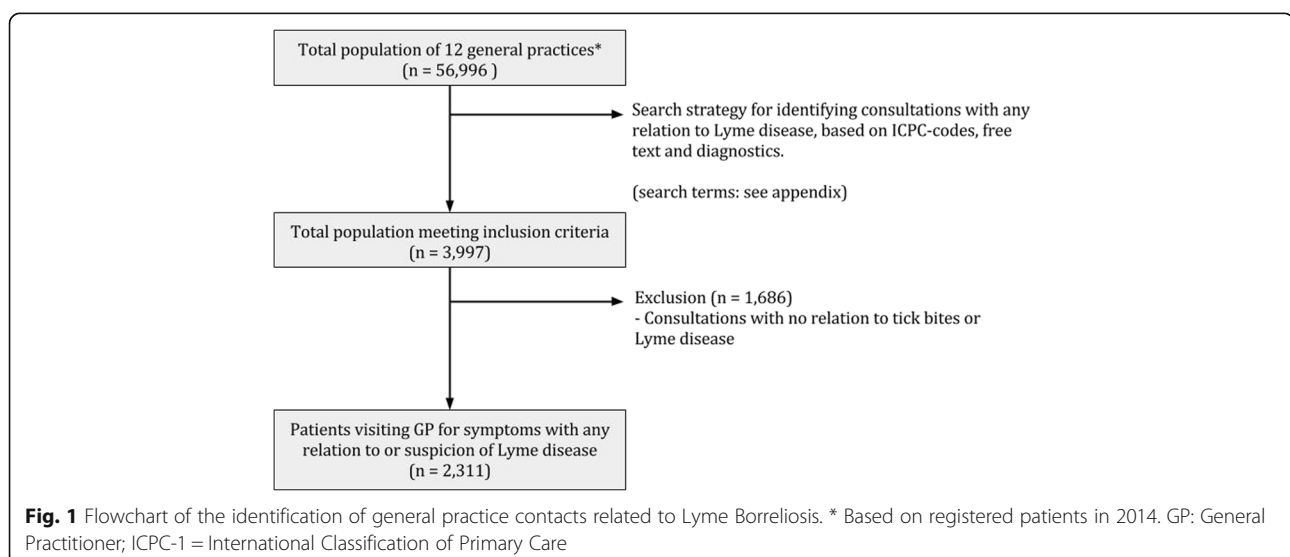 Total population of 12 general practices*
(n = 56,996 )
Search strategy for identifying consultations with any
relation to Lyme disease, based on ICPC-codes, free
text and diagnostics.
(search terms: see appendix)
Total population meeting inclusion criteria
(n = 3,997)
Exclusion (n = 1,686)
- Consultations with no relation to tick bites or
Lyme disease
Patients visiting GP for symptoms with any
relation to or suspicion of Lyme disease
(n = 2,311)
Fig. 1 Flowchart of the identification of general practice contacts related to Lyme Borreliosis. * Based on registered patients in 2014. GP: General
Practitioner; ICPC-1 = International Classification of Primary Care